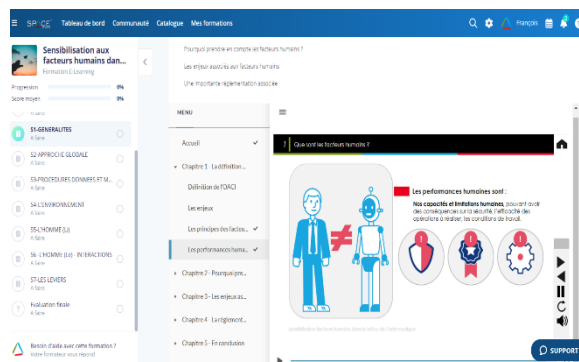 SPACE Tableau de bord Communauté Catalogue Mes formations François
Sensibilisation aux
facteurs humains dan...
Formation E-Learning
Progression 0%
Score moyen 0%
A faire
S1-GENERALITES
A faire
S2-APPROCHE GLOBALE
A faire
S3-PROCEDURES DONNEES ET M...
A faire
S4-L'ENVIRONNEMENT
A faire
S5-L'HOMME (Le)
A faire
S6- L'HOMME (Le) - INTERACTIONS
A faire
S7-LES LEVIERS
A faire
Evaluation finale
A faire
Besoin d'aide avec cette formation ?
Votre formateur vous répond
Pourquoi prendre en compte les facteurs humains ?
Les enjeux associés aux facteurs humains
Une importante réglementation associée
MENU
Accueil
Chapitre 1 - La définition...
Définition de l'OACI
Les enjeux
Les principes des facteu...
Les performances huma...
Chapitre 2 - Pourquoi pre...
Chapitre 3 - Les enjeux as...
Chapitre 4 - La réglement...
Chapitre 5 - En conclusion
Que sont les facteurs humains ?
Les performances humaines sont :
Nos capacités et limitations humaines, pouvant avoir
des conséquences sur la sécurité, l'efficacité des
opérations à réaliser, les conditions de travail.
SUPPORT